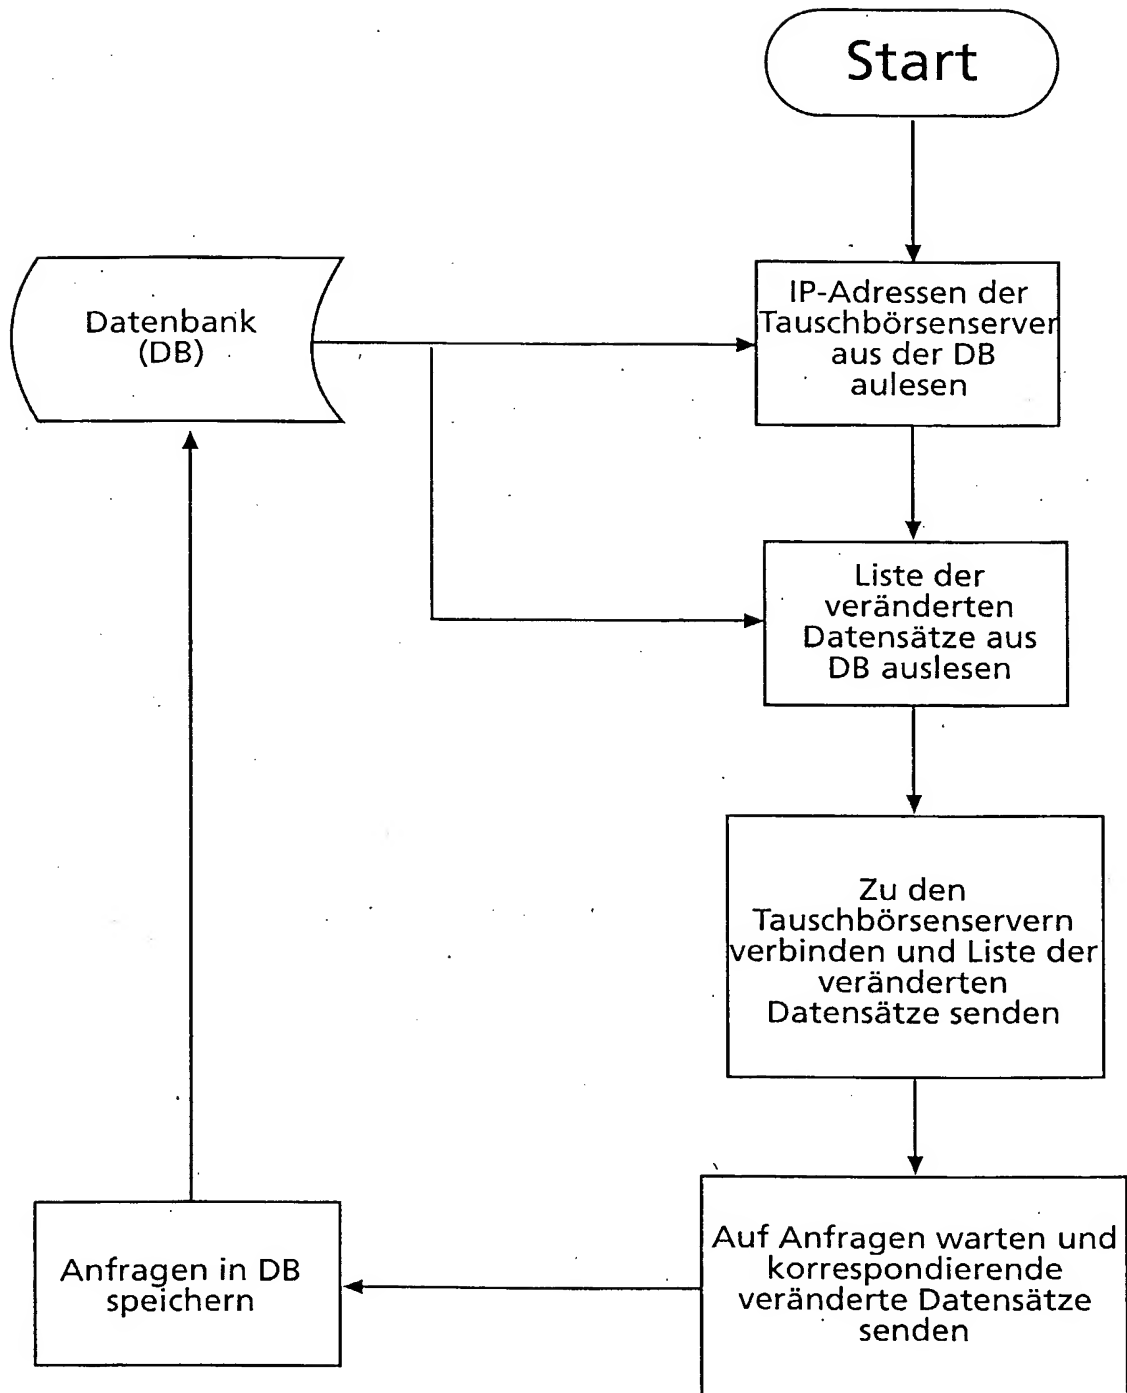 Start
Datenbank
(DB)
IP-Adressen der
Tauschbörsenserver
aus der DB
aulesen
Liste der
veränderten
Datensätze aus
DB auslesen
Zu den
Tauschbörsenservern
verbinden und Liste der
veränderten
Datensätze senden
Auf Anfragen warten und
korrespondierende
veränderte Datensätze
senden
Anfragen in DB
speichern